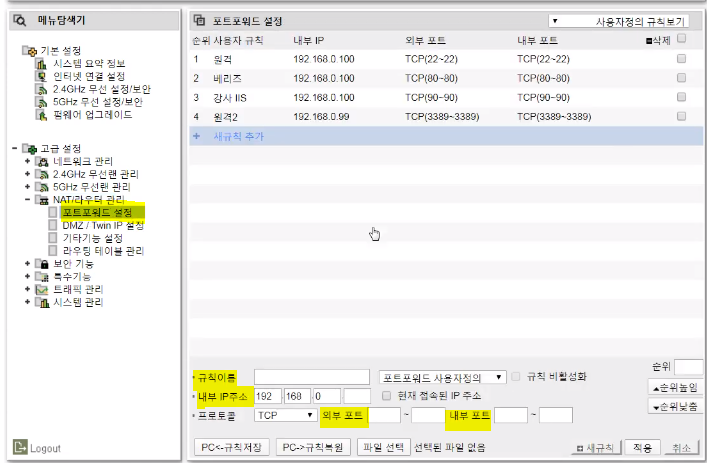 메뉴탐색기
기본 설정
시스템 요약 정보
인터넷 연결 설정
2.4GHz 무선 설정/보안
5GHz 무선 설정/보안
펌웨어 업그레이드
고급 설정
네트워크 관리
2.4GHz 무선랜 관리
5GHz 무선랜 관리
NAT/라우터 관리
포트포워드 설정
DMZ / Twin IP 설정
기타기능 설정
라우팅 테이블 관리
보안 기능
특수기능
트래픽 관리
시스템 관리
Logout
포트포워드 설정 사용자정의 규칙보기
순위 사용자 규칙 내부 IP 외부 포트 내부 포트 삭제
1 원격 192.168.0.100 TCP(22~22) TCP(22~22)
2 베리즈 192.168.0.100 TCP(80~80) TCP(80~80)
3 강사 IIS 192.168.0.100 TCP(90~90) TCP(90~90)
4 원격2 192.168.0.99 TCP(3389~3389) TCP(3389~3389)
+ 새규칙 추가
규칙이름 포트포워드 사용자정의 규칙 비활성화 순위
내부 IP주소 192 . 168 . 0 . 현재 접속된 IP 주소 ▲순위높임
프로토콜 TCP 외부 포트 ~ 내부 포트 ~ ▼순위낮춤
PC<-규칙저장 PC->규칙복원 파일 선택 선택된 파일 없음 새규칙 적용 취소